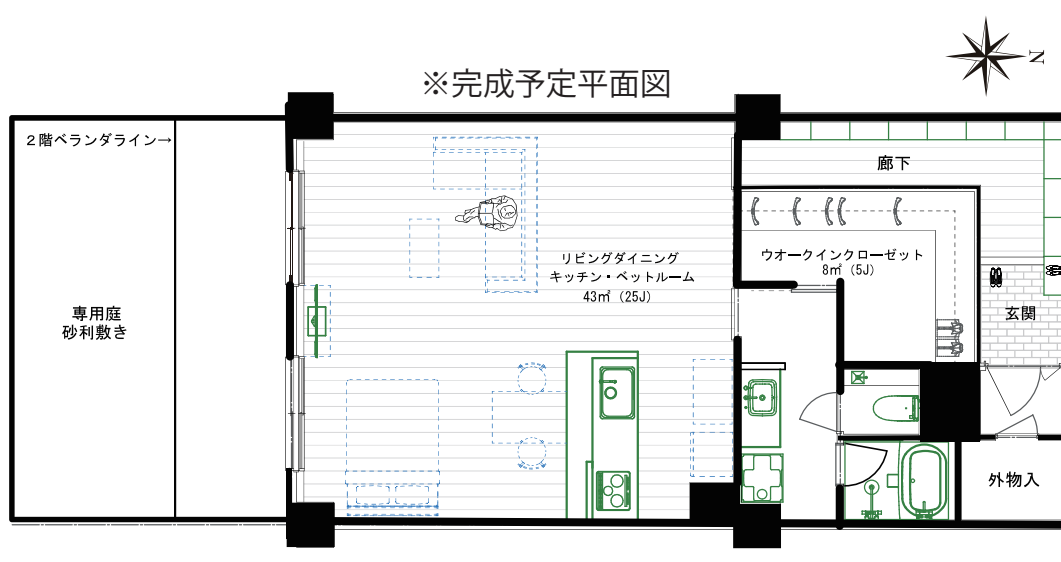 ※完成予定平面図
N
２階ベランダライン→
廊下
リビングダイニング
キッチン・ベットルーム
43㎡（25J）
ウオークインクローゼット
8㎡（5J）
専用庭
砂利敷き
玄関
外物入